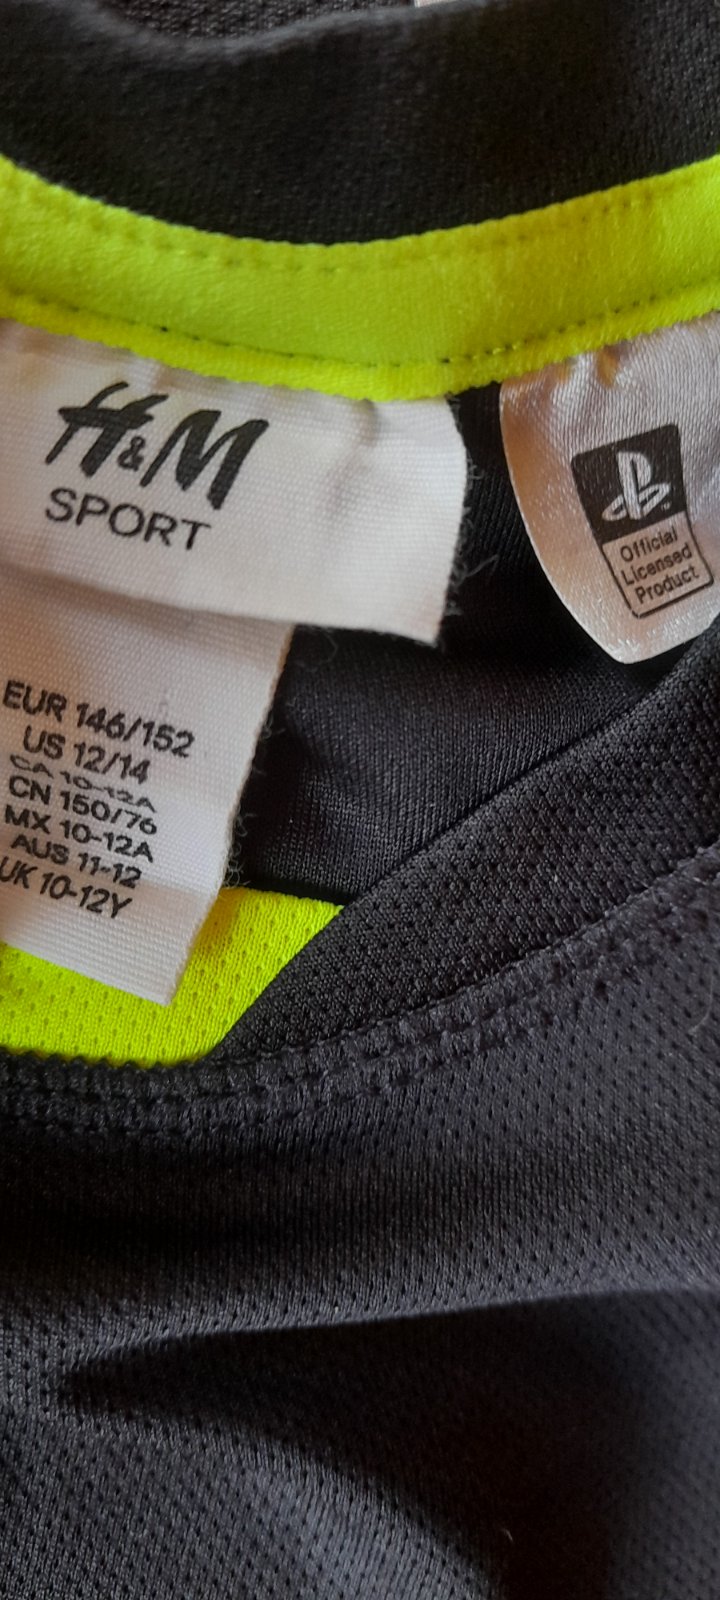 H&M
SPORT
Official
Licensed
Product
EUR 146/152
US 12/14
CA 10-12A
CN 150/76
MX 10-12A
AUS 11-12
UK 10-12Y